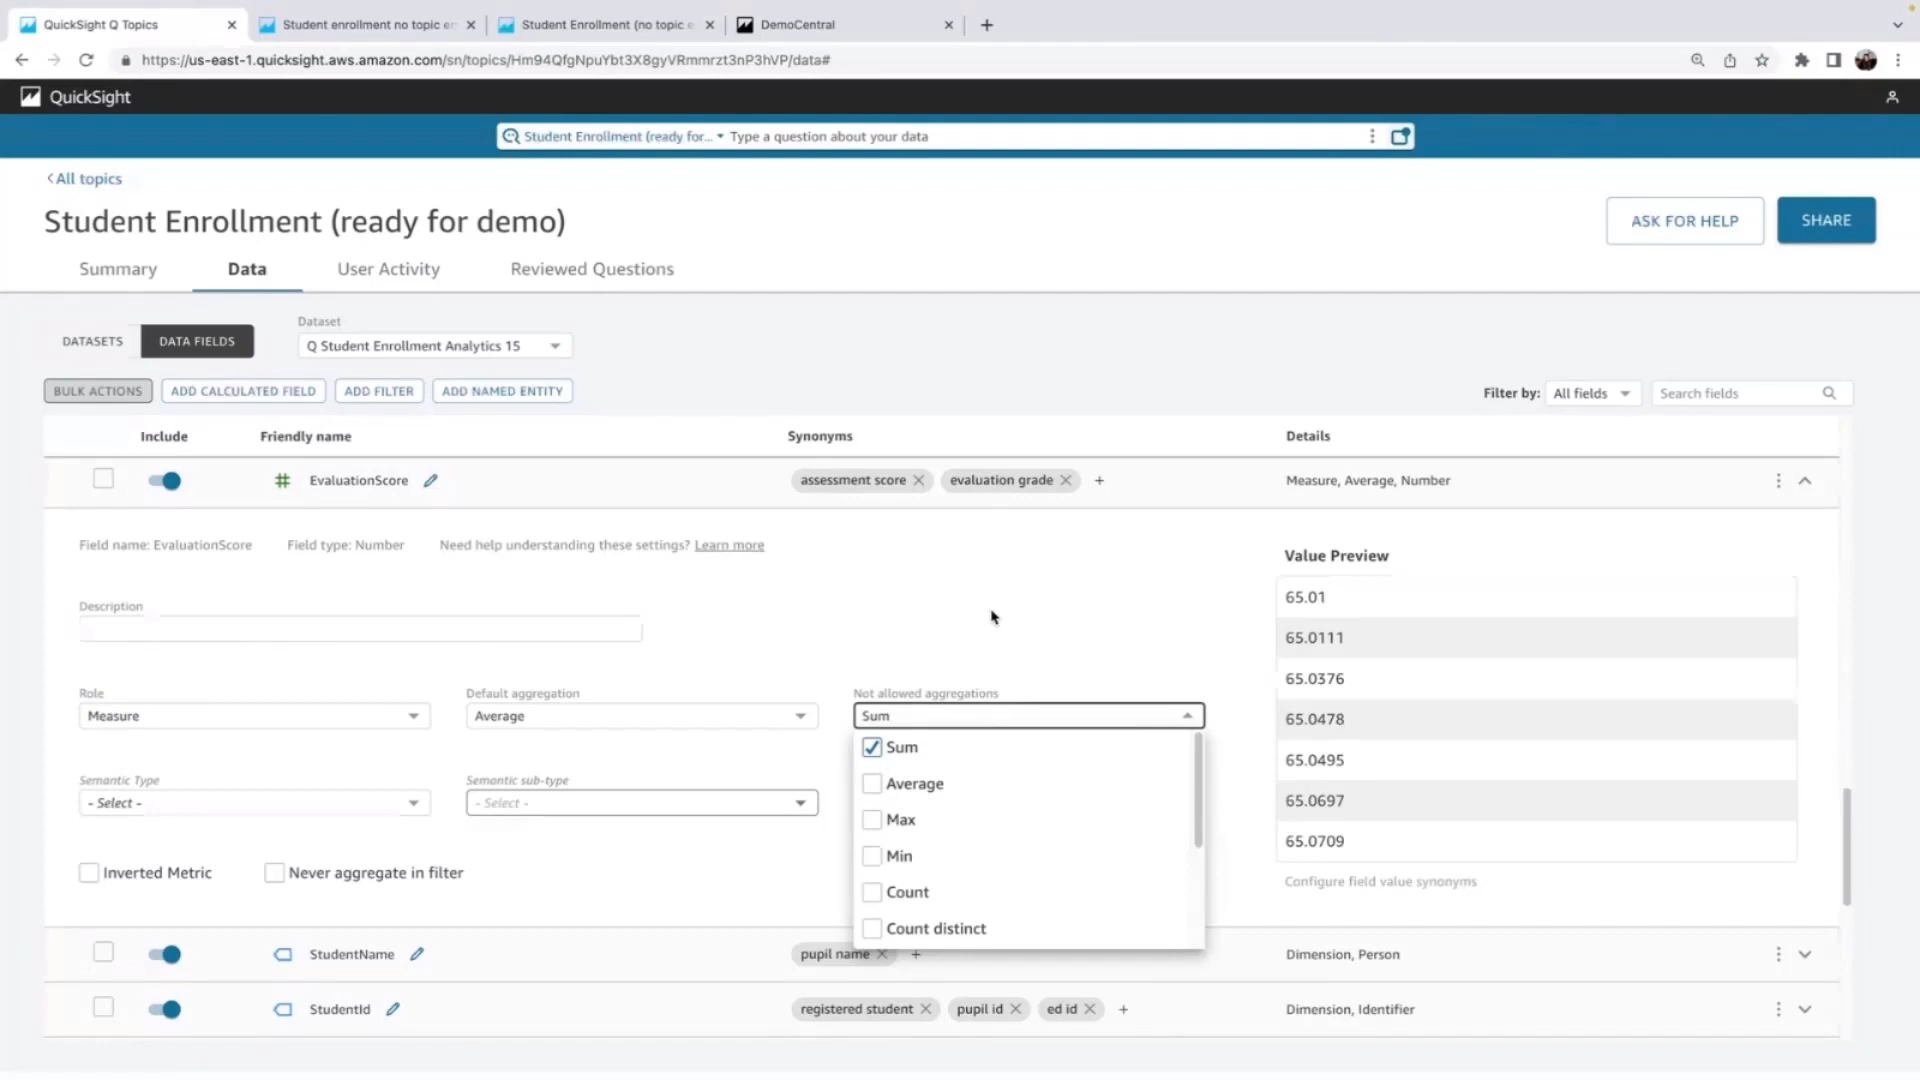 QuickSight Q Topics
Student enrollment no topic en
Student Enrollment (no topic e
DemoCentral
https://us-east-1.quicksight.aws.amazon.com/sn/topics/Hm94QfgNpuYbt3X8gyVRmmrzt3nP3hVP/data#
QuickSight
Student Enrollment (ready for... Type a question about your data
All topics
Student Enrollment (ready for demo)
ASK FOR HELP
SHARE
Summary
Data
User Activity
Reviewed Questions
DATASETS
DATA FIELDS
Dataset
Q Student Enrollment Analytics 15
BULK ACTIONS
ADD CALCULATED FIELD
ADD FILTER
ADD NAMED ENTITY
Filter by: All fields
Search fields
Include
Friendly name
Synonyms
Details
EvaluationScore
assessment score
evaluation grade
Measure, Average, Number
Field name: EvaluationScore
Field type: Number
Need help understanding these settings? Learn more
Value Preview
65.01
65.0111
65.0376
65.0478
65.0495
65.0697
65.0709
Configure field value synonyms
Description
Role
Measure
Default aggregation
Average
Not allowed aggregations
Sum
Sum
Average
Max
Min
Count
Count distinct
Semantic Type
- Select -
Semantic sub-type
- Select -
Inverted Metric
Never aggregate in filter
StudentName
pupil name
Dimension, Person
StudentId
registered student
pupil id
ed id
Dimension, Identifier